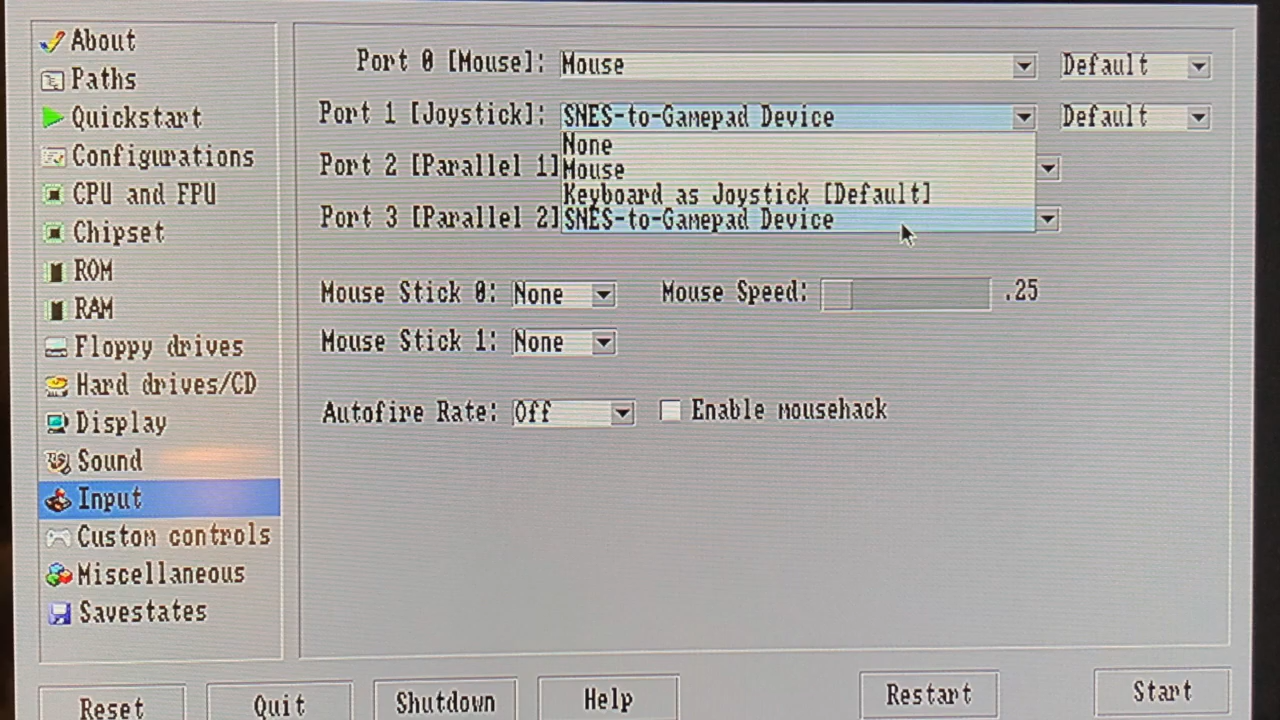 About
Paths
Quickstart
Configurations
CPU and FPU
Chipset
ROM
RAM
Floppy drives
Hard drives/CD
Display
Sound
Input
Custom controls
Miscellaneous
Savestates
Port 0 [Mouse]: Mouse Default
Port 1 [Joystick]: SNES-to-Gamepad Device Default
None
Port 2 [Parallel 1] Mouse
Keyboard as Joystick [Default]
Port 3 [Parallel 2] SNES-to-Gamepad Device
Mouse Stick 0: None Mouse Speed: .25
Mouse Stick 1: None
Autofire Rate: Off Enable mousehack
Reset Quit Shutdown Help Restart Start